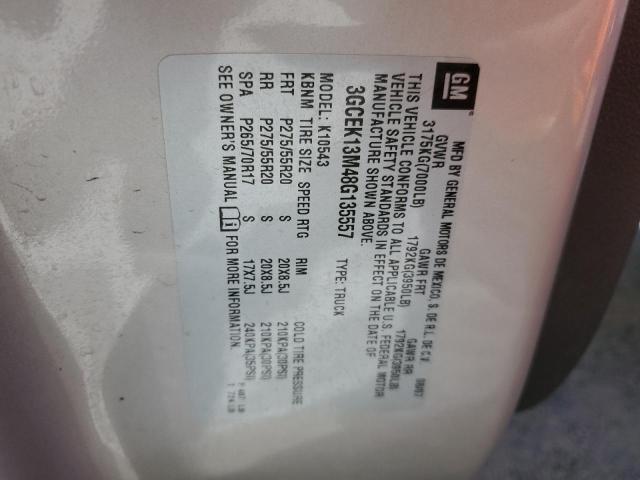 GM
MFD BY GENERAL MOTORS DE MEXICO, S. DE R.L. DE C.V.
GVWR GAWR FRT GAWR RR
3175KG(7000LB) 1792KG(3950LB) 1792KG(3950LB)
THIS VEHICLE CONFORMS TO ALL APPLICABLE U.S. FEDERAL MOTOR
VEHICLE SAFETY STANDARDS IN EFFECT ON THE DATE OF
MANUFACTURE SHOWN ABOVE.
3GCEK13M48G135557 TYPE: TRUCK
MODEL: K10543
KBNM TIRE SIZE SPEED RTG RIM COLD TIRE PRESSURE
FRT P275/55R20 S 20X8.5J 210KPA(30PSI)
RR P275/55R20 S 20X8.5J 210KPA(30PSI)
SPA P265/70R17 S 17X7.5J 240KPA(35PSI)
SEE OWNER'S MANUAL i FOR MORE INFORMATION.